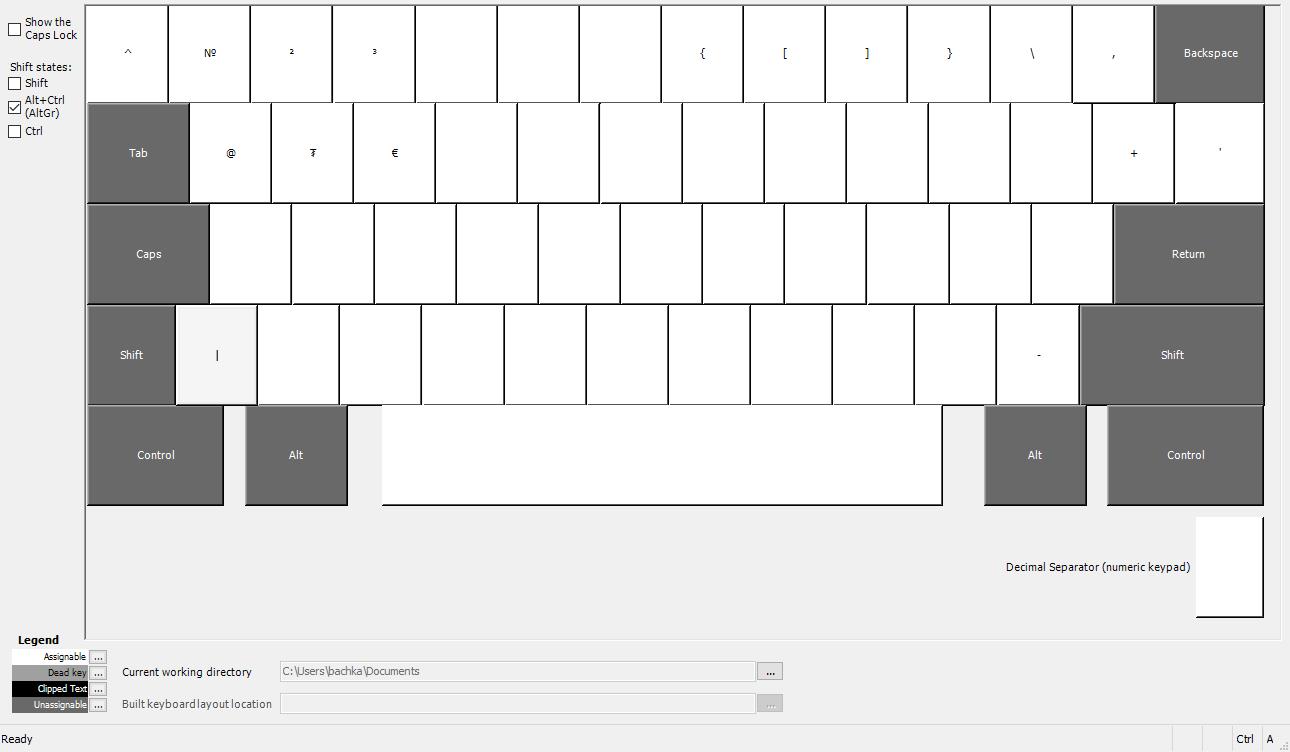 Show the
Caps Lock
Shift states:
Shift
Alt+Ctrl
(AltGr)
Ctrl
^ № ² ³ { [ ] } \ , Backspace
Tab @ ₮ € + '
Caps Return
Shift | - Shift
Control Alt Alt Control
Decimal Separator (numeric keypad)
Legend
Assignable ...
Dead key ...
Clipped Text ...
Unassignable ...
Current working directory C:\Users\bachka\Documents ...
Built keyboard layout location ...
Ready Ctrl A